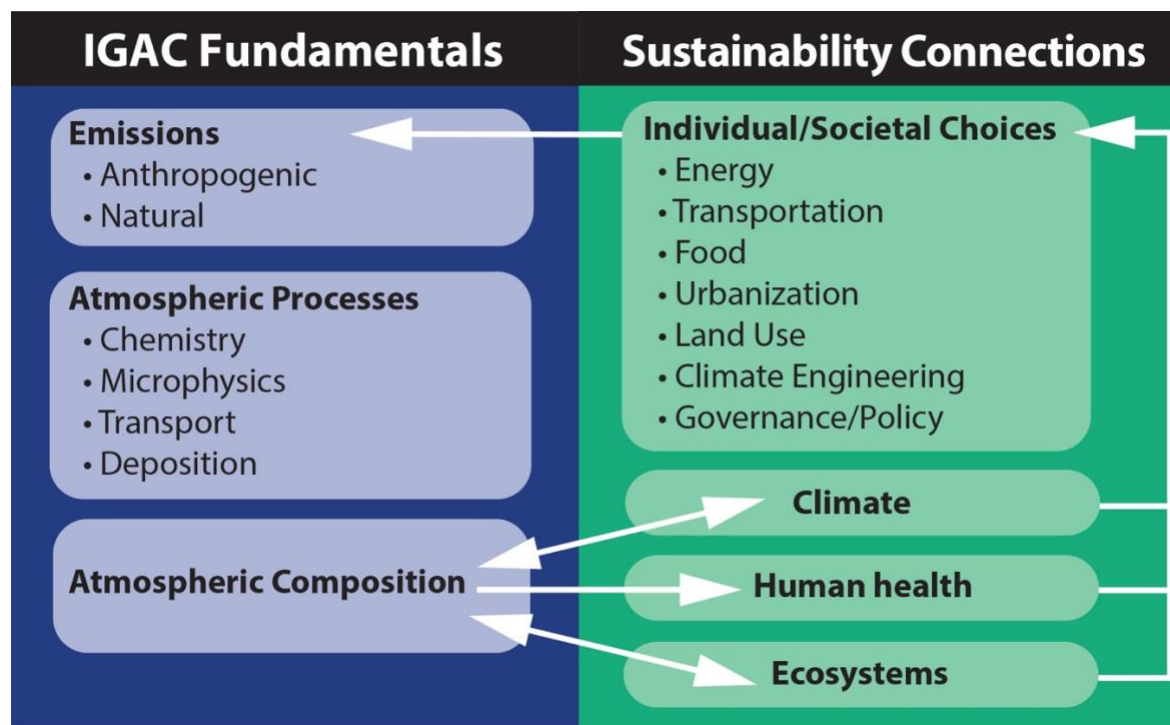 IGAC Fundamentals
Emissions
• Anthropogenic
• Natural
Atmospheric Processes
• Chemistry
• Microphysics
• Transport
• Deposition
Atmospheric Composition
Sustainability Connections
Individual/Societal Choices
• Energy
• Transportation
• Food
• Urbanization
• Land Use
• Climate Engineering
• Governance/Policy
Climate
Human health
Ecosystems